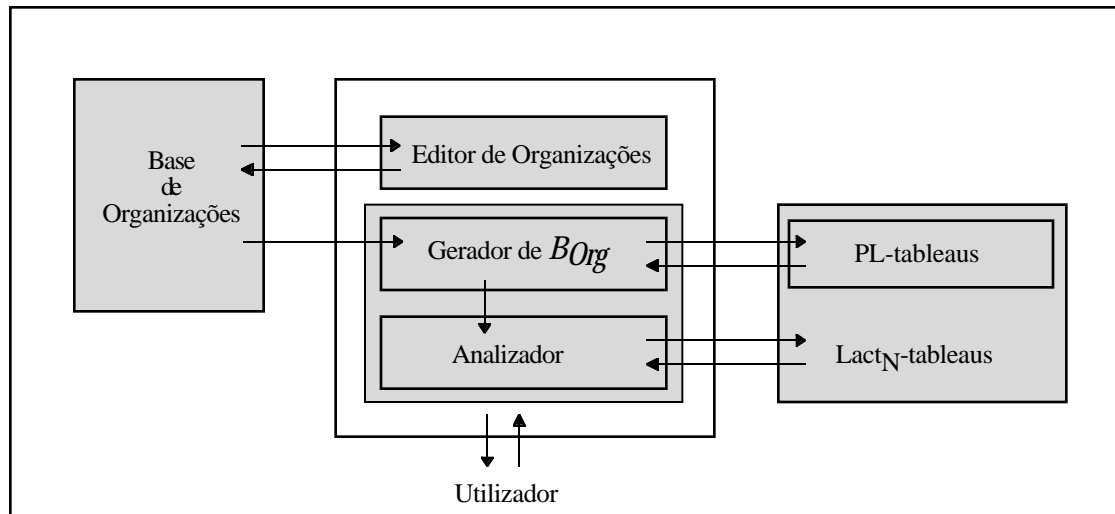 Base
de
Organizações
Editor de Organizações
Gerador de BOrg
Analizador
PL-tableaus
LactN-tableaus
Utilizador